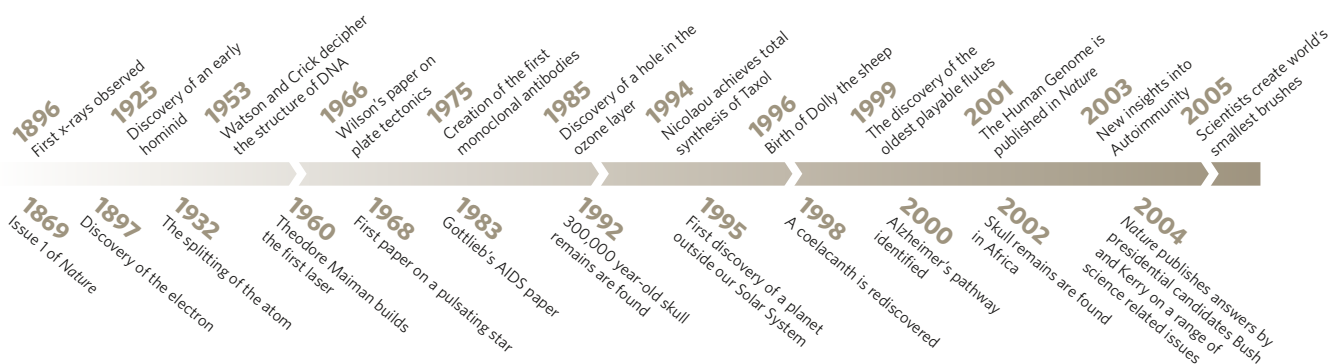 1896
First x-rays observed
1925
Discovery of an early
hominid
1953
Watson and Crick decipher
the structure of DNA
1966
Wilson's paper on
plate tectonics
1975
Creation of the first
monoclonal antibodies
1985
Discovery of a hole in the
ozone layer
1994
Nicolaou achieves total
synthesis of Taxol
1996
Birth of Dolly the sheep
1999
The discovery of the
oldest playable flutes
2001
The Human Genome is
published in Nature
2003
New insights into
Autoimmunity
2005
Scientists create world's
smallest brushes
1869
Issue 1 of Nature
1897
Discovery of the electron
1932
The splitting of the atom
1960
Theodore Maiman builds
the first laser
1968
First paper on a pulsating star
1983
Gottlieb's AIDS paper
1992
300,000 year-old skull
remains are found
1995
First discovery of a planet
outside our Solar System
1998
A coelacanth is rediscovered
2000
Alzheimer's pathway
identified
2002
Skull remains are found
in Africa
2004
Nature publishes answers by
presidential candidates Bush
and Kerry on a range of
science related issues